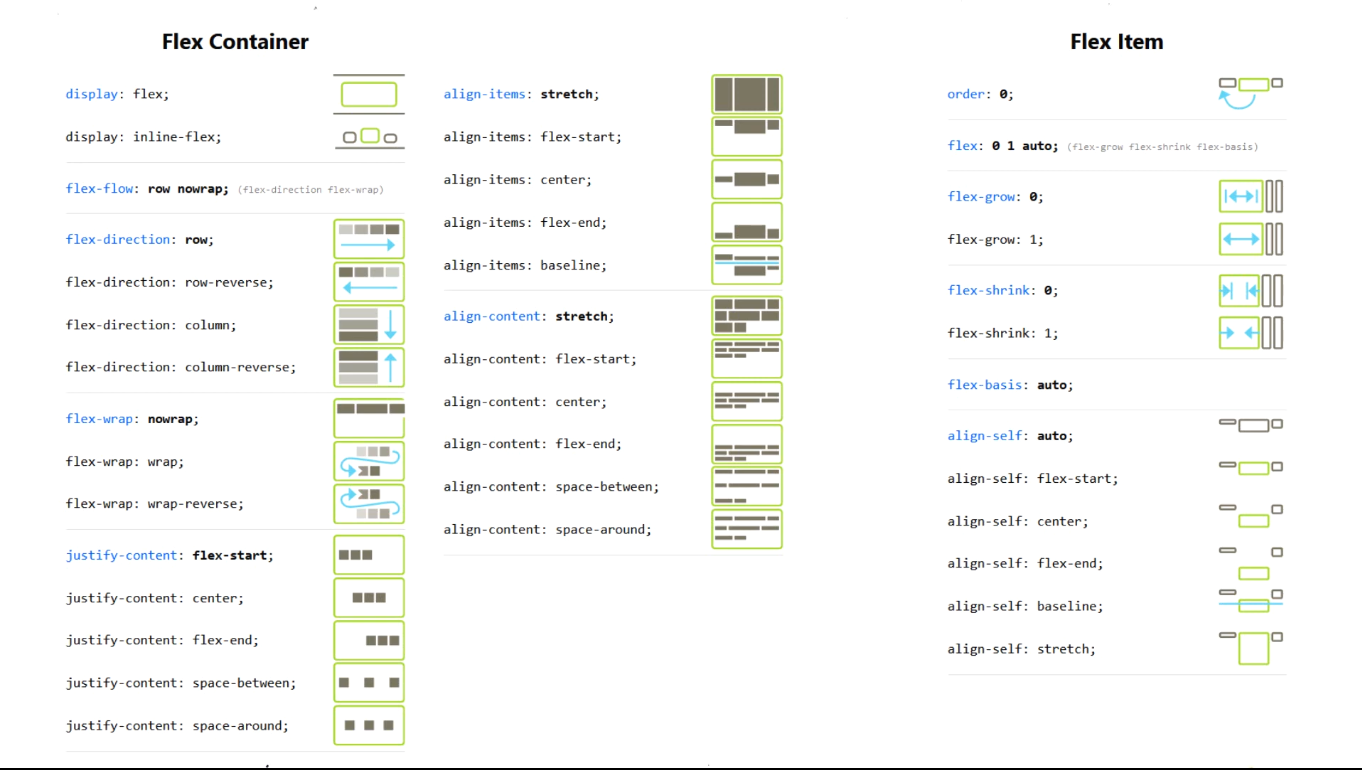 Flex Container
display: flex;
display: inline-flex;
flex-flow: row nowrap; (flex-direction flex-wrap)
flex-direction: row;
flex-direction: row-reverse;
flex-direction: column;
flex-direction: column-reverse;
flex-wrap: nowrap;
flex-wrap: wrap;
flex-wrap: wrap-reverse;
justify-content: flex-start;
justify-content: center;
justify-content: flex-end;
justify-content: space-between;
justify-content: space-around;
align-items: stretch;
align-items: flex-start;
align-items: center;
align-items: flex-end;
align-items: baseline;
align-content: stretch;
align-content: flex-start;
align-content: center;
align-content: flex-end;
align-content: space-between;
align-content: space-around;
Flex Item
order: 0;
flex: 0 1 auto; (flex-grow flex-shrink flex-basis)
flex-grow: 0;
flex-grow: 1;
flex-shrink: 0;
flex-shrink: 1;
flex-basis: auto;
align-self: auto;
align-self: flex-start;
align-self: center;
align-self: flex-end;
align-self: baseline;
align-self: stretch;